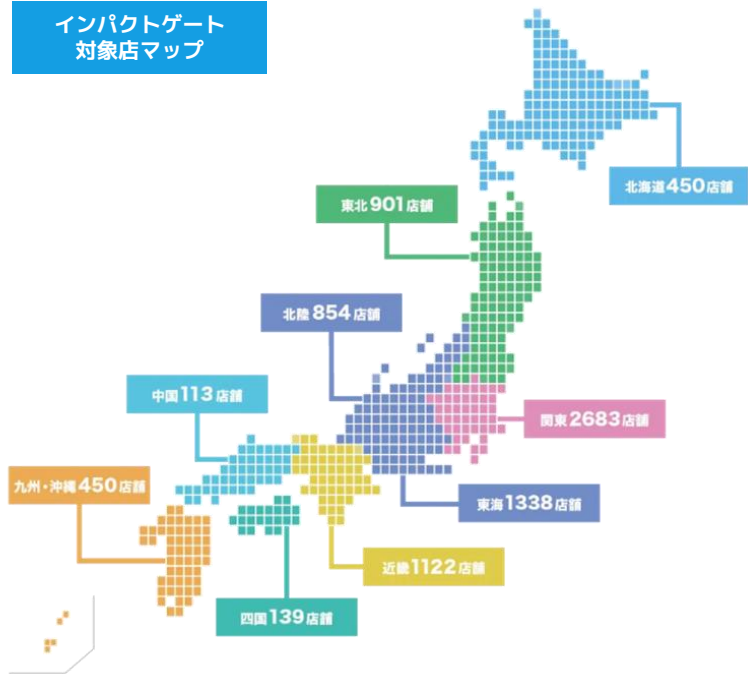 インパクトゲート
対象店マップ
北海道450店舗
東北901店舗
北陸854店舗
中国113店舗
関東2683店舗
九州・沖縄450店舗
東海1338店舗
近畿1122店舗
四国139店舗